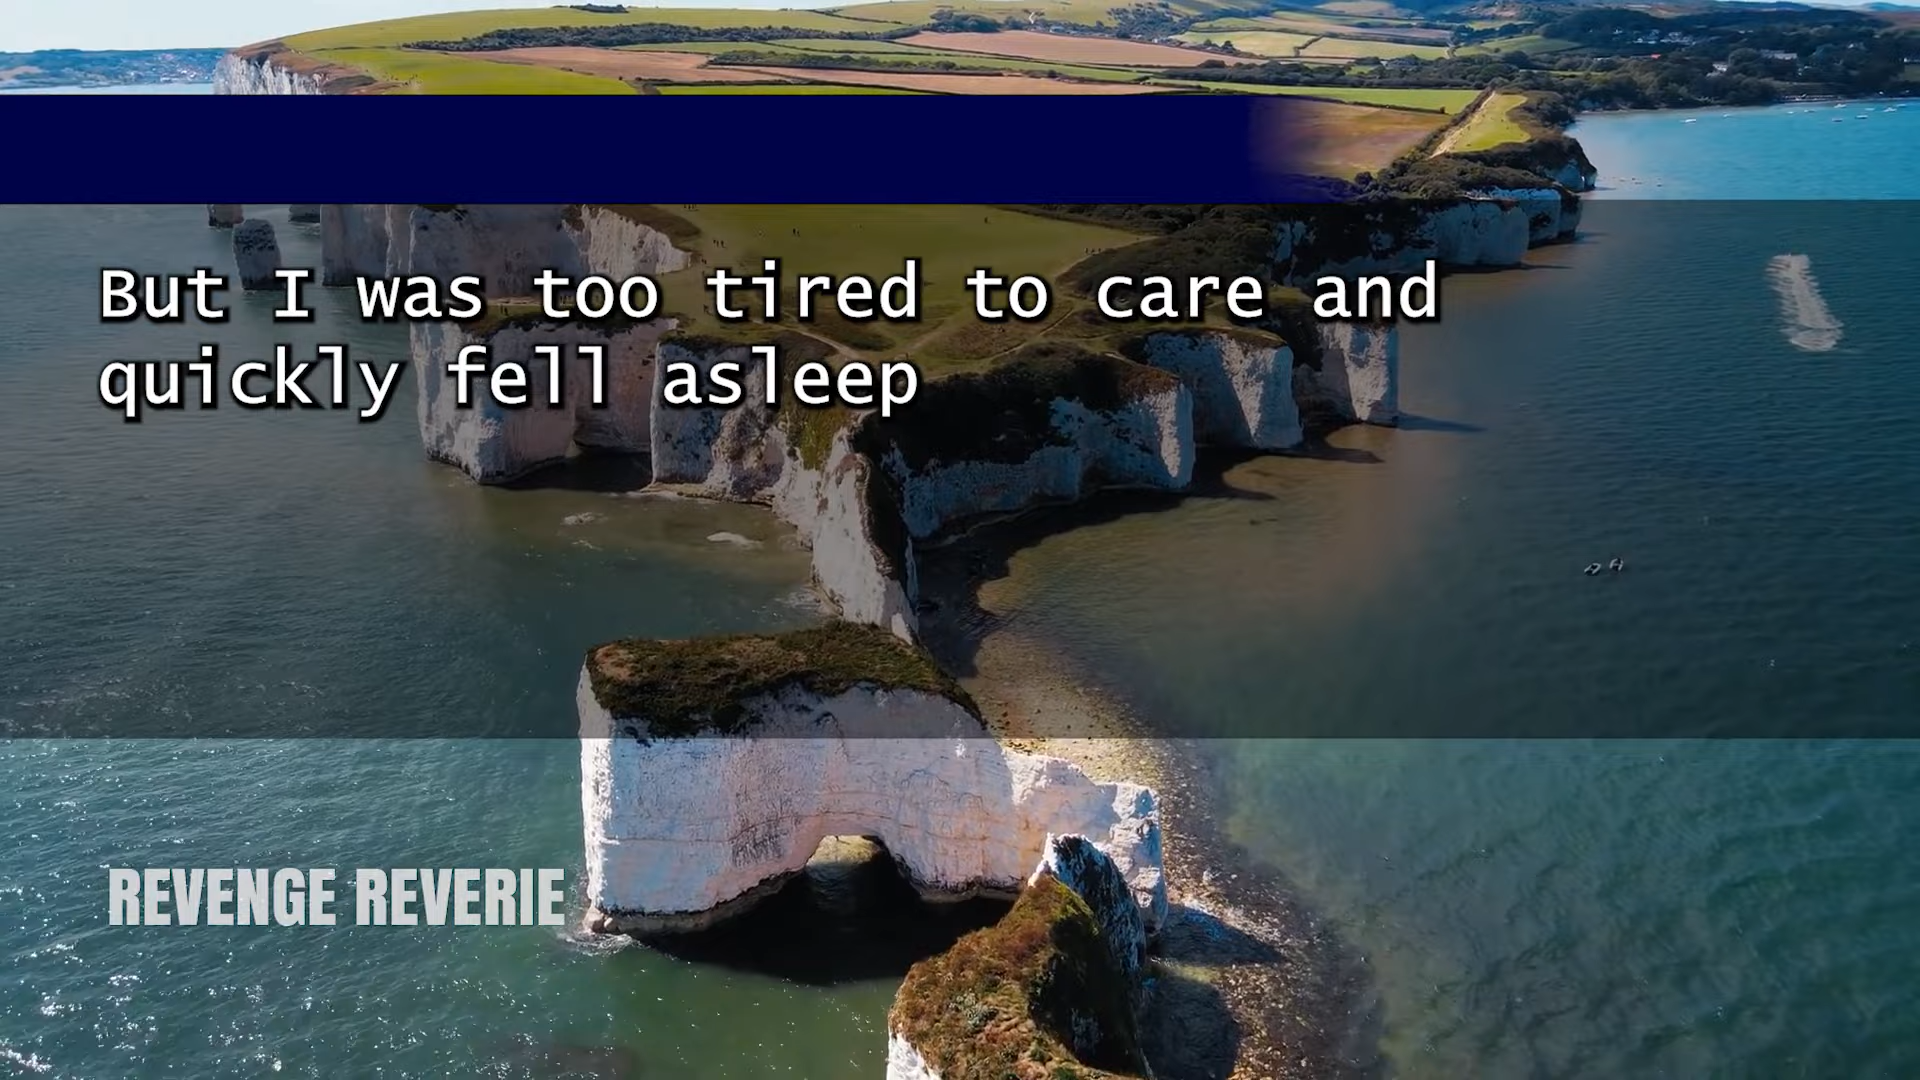 But I was too tired to care and
quickly fell asleep
REVENGE REVERIE